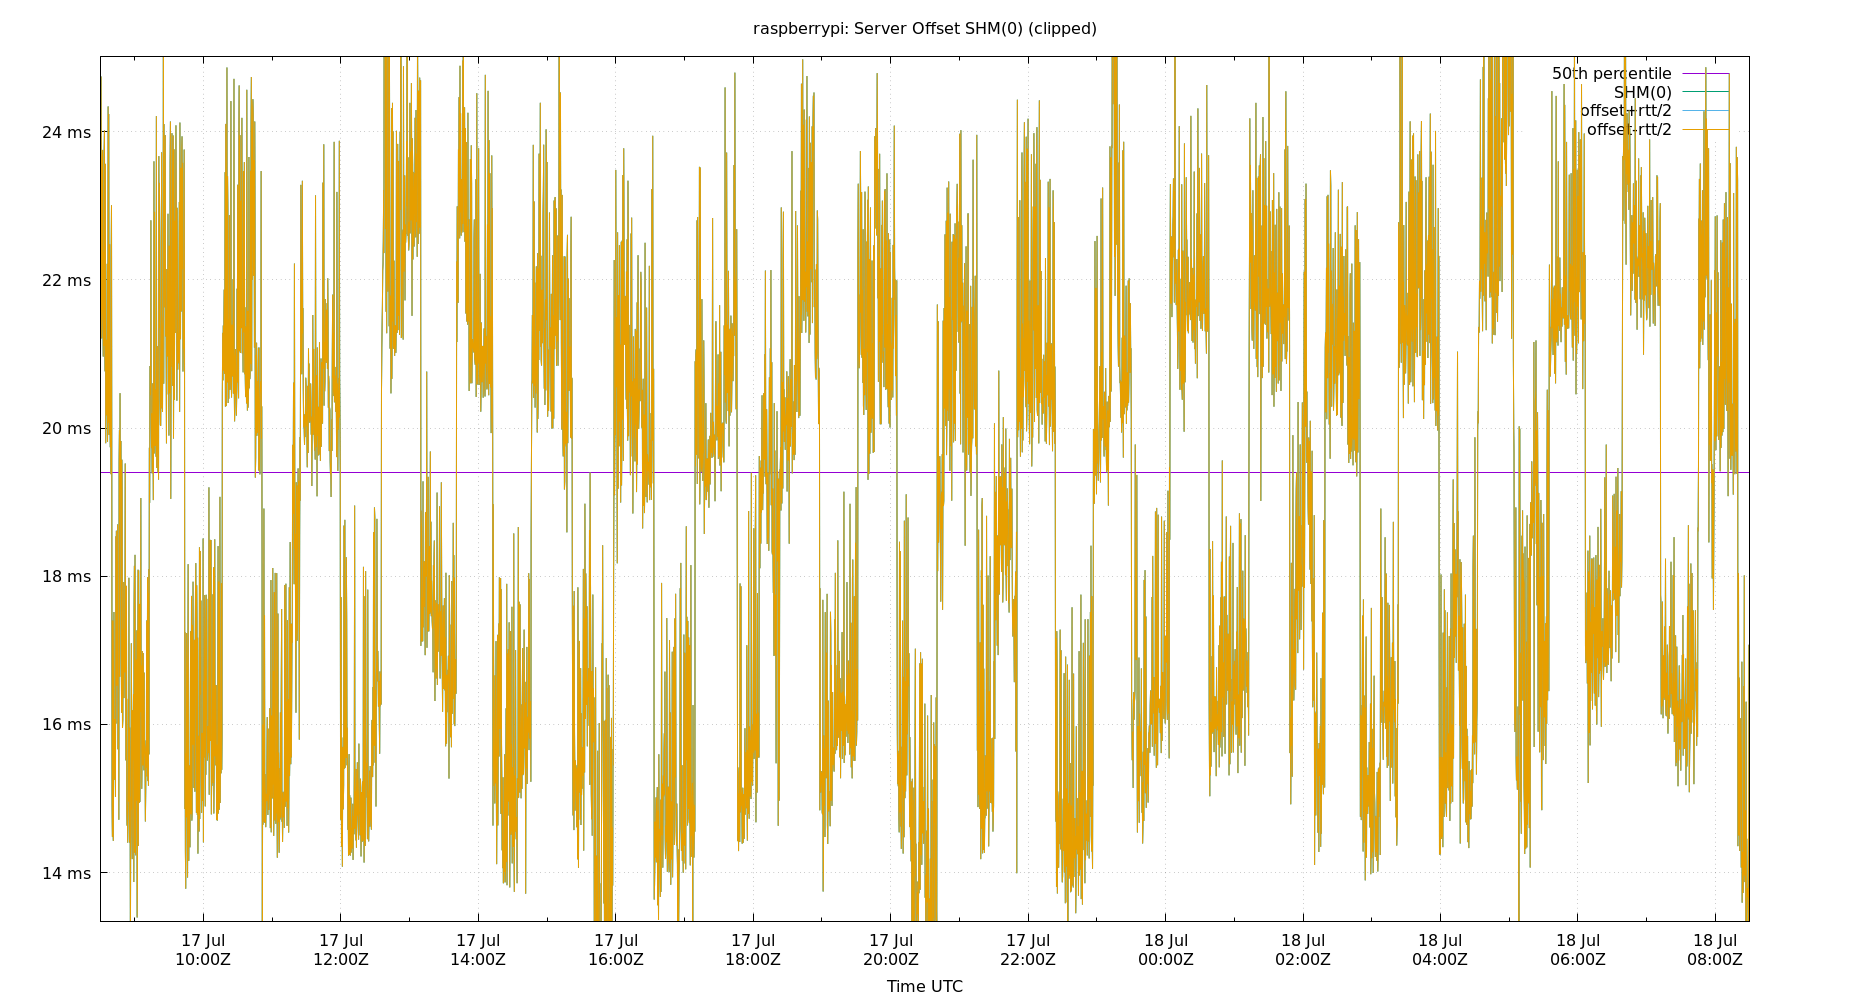 raspberrypi: Server Offset SHM(0) (clipped)
50th percentile
SHM(0)
offset+rtt/2
offset-rtt/2
24 ms
22 ms
20 ms
18 ms
16 ms
14 ms
17 Jul 17 Jul 17 Jul 17 Jul 17 Jul 17 Jul 17 Jul 18 Jul 18 Jul 18 Jul 18 Jul 18 Jul
10:00Z 12:00Z 14:00Z 16:00Z 18:00Z 20:00Z 22:00Z 00:00Z 02:00Z 04:00Z 06:00Z 08:00Z
Time UTC